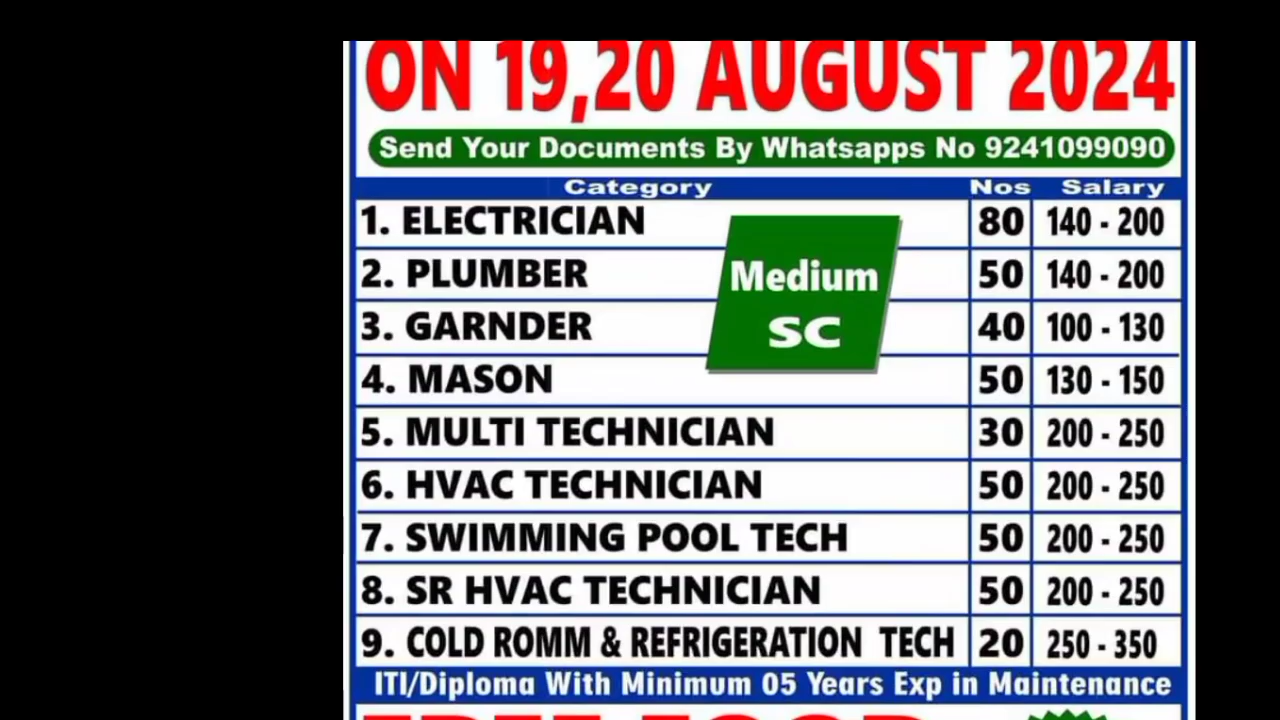 ON 19,20 AUGUST 2024
Send Your Documents By Whatsapps No 9241099090
Category Nos Salary
1. ELECTRICIAN 80 140 - 200
2. PLUMBER 50 140 - 200
3. GARNDER 40 100 - 130
4. MASON 50 130 - 150
5. MULTI TECHNICIAN 30 200 - 250
6. HVAC TECHNICIAN 50 200 - 250
7. SWIMMING POOL TECH 50 200 - 250
8. SR HVAC TECHNICIAN 50 200 - 250
9. COLD ROMM & REFRIGERATION TECH 20 250 - 350
Medium
SC
ITI/Diploma With Minimum 05 Years Exp in Maintenance